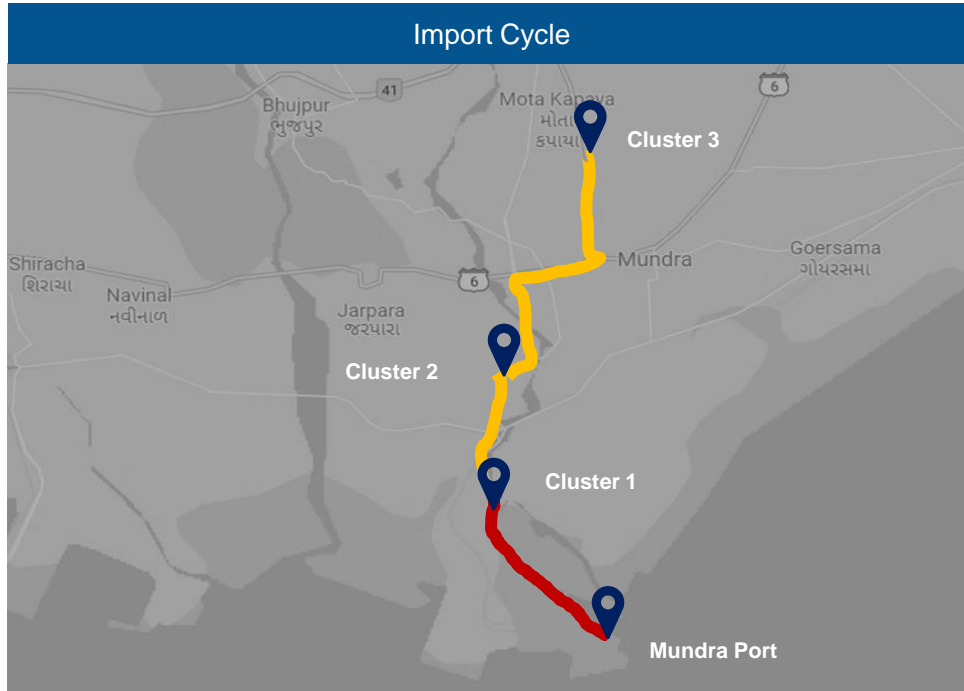 Import Cycle
41
6
Bhujpur
ભુજપુર
Mota Kapaya
મોટા
કપાયા
Cluster 3
Shiracha
શિરાચા
Navinal
નવીનાળ
6
Mundra
Goersama
ગોયરસમા
Jarpara
જરપારા
Cluster 2
Cluster 1
Mundra Port